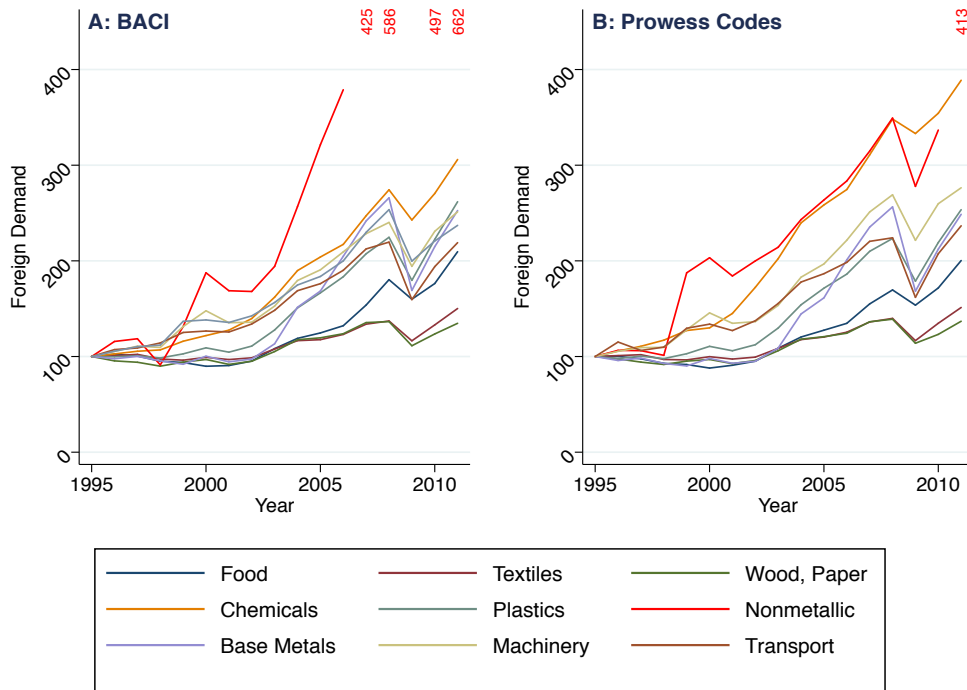 A: BACI
425 586 497 662
B: Prowess Codes
413
Foreign Demand
400
300
200
100
0
1995 2000 2005 2010
Year
Foreign Demand
400
300
200
100
0
1995 2000 2005 2010
Year
Food Textiles Wood, Paper
Chemicals Plastics Nonmetallic
Base Metals Machinery Transport